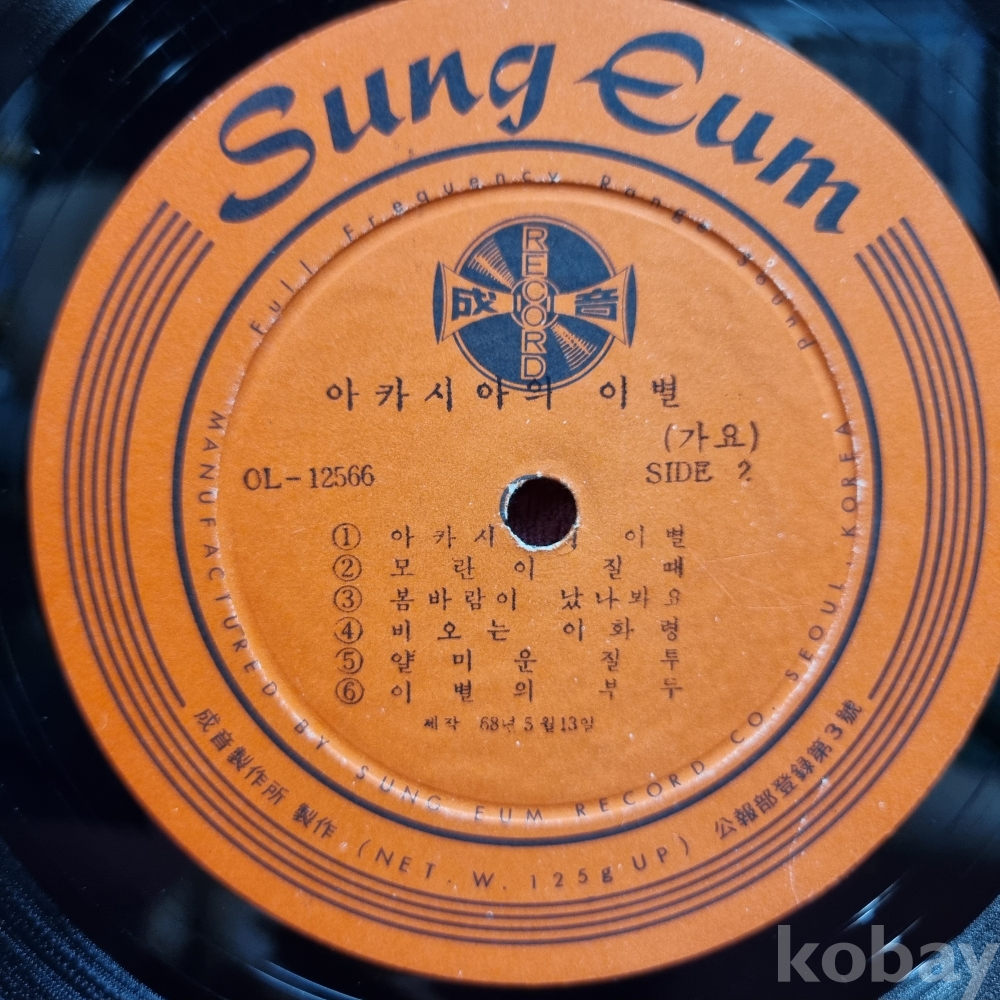 Sung Eum
Full Frequency Range Sound
RECORD
成音
아카시아의 이별
(가요)
OL-12566
SIDE 2
① 아카시 이별
② 모란이 질때
③ 봄바람이 났나봐요
④ 비오는 이화령
⑤ 얄미운 질투
⑥ 이별의 부두
제작 68년 5월13일
MANUFACTURED BY SUNG EUM RECORD CO. SEOUL, KOREA
成音製作所 製作 (NET. W. 125g UP) 公報部登録第3號
kobay